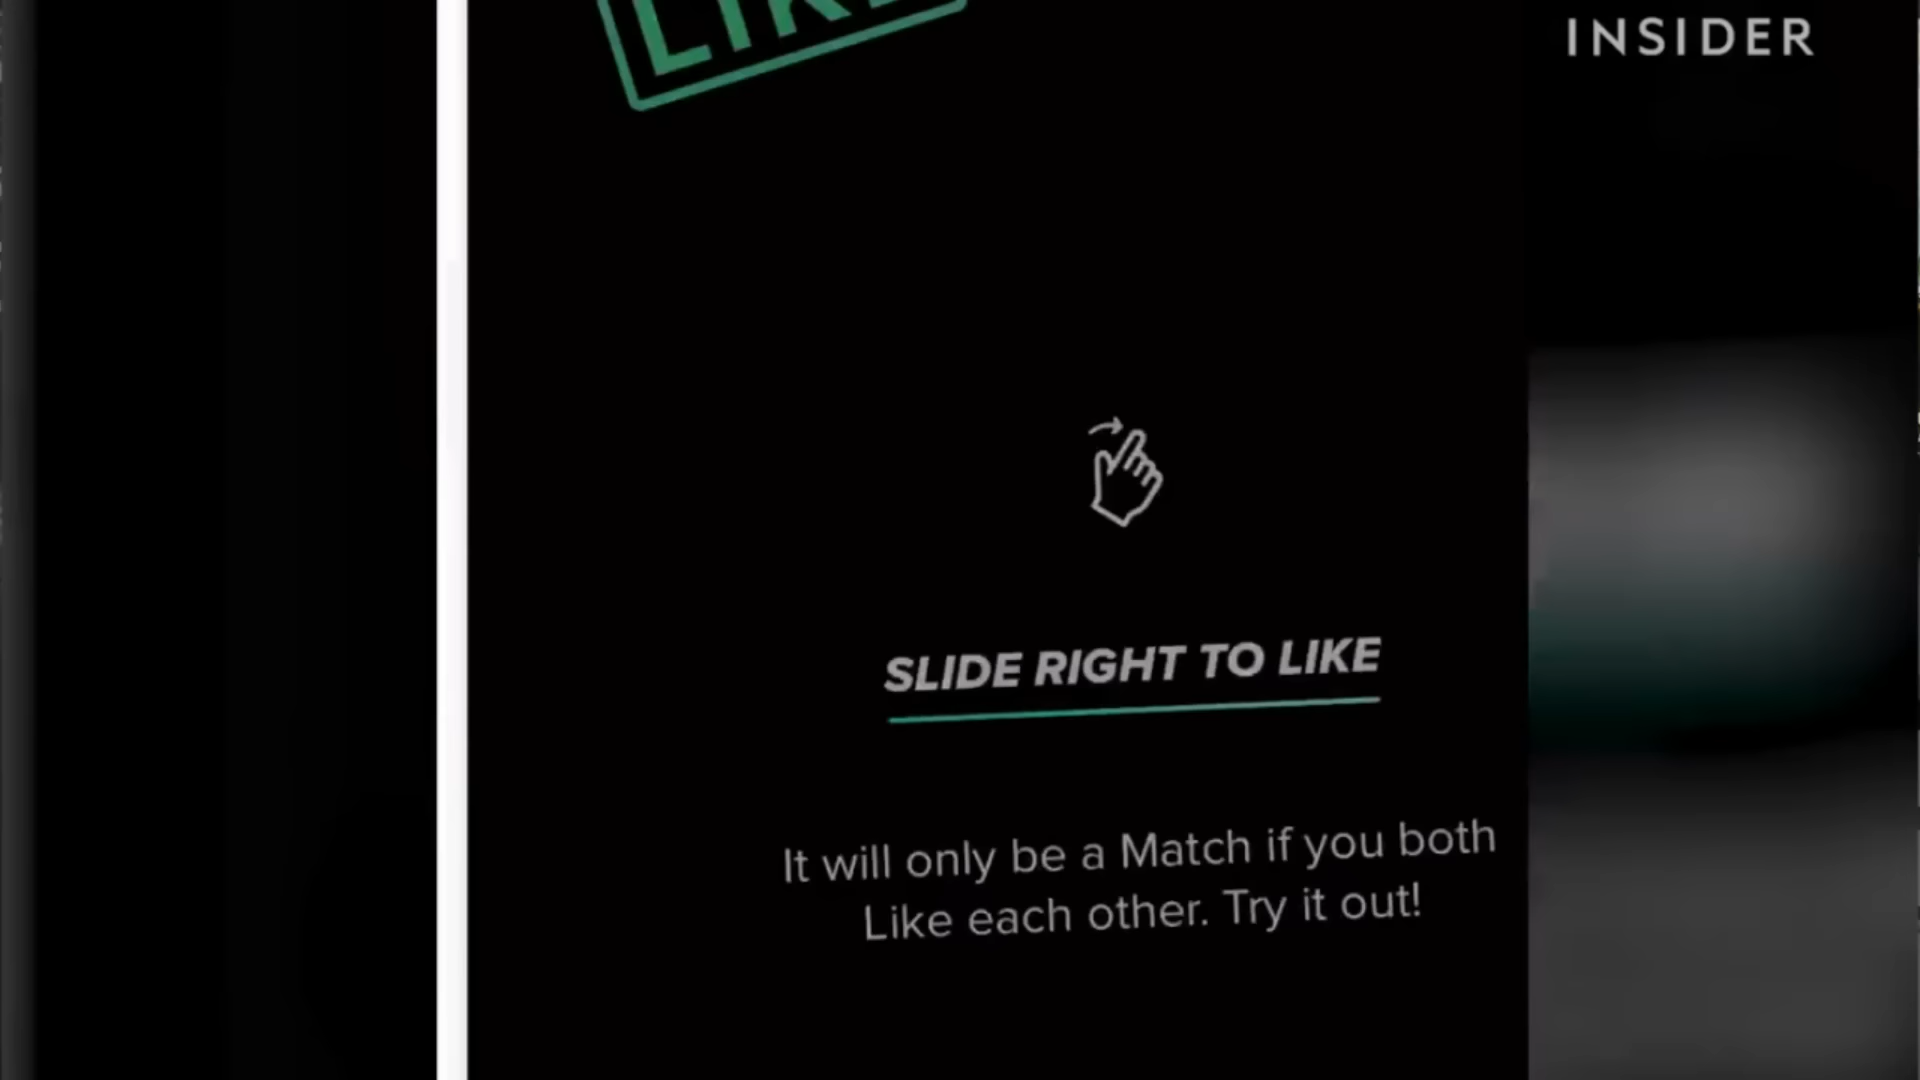 LIKE
INSIDER
SLIDE RIGHT TO LIKE
It will only be a Match if you both
Like each other. Try it out!